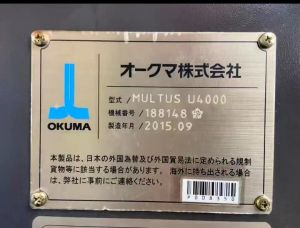 オークマ株式会社
OKUMA
型式／MULTUS U4000
機械番号／188148
製造年月／2015.09
本製品は、日本の外国為替及び外国貿易法に定められる規制
貨物等に該当する場合があります。海外に持ち出される場合
は、弊社に事前にご連絡ください。
P008350